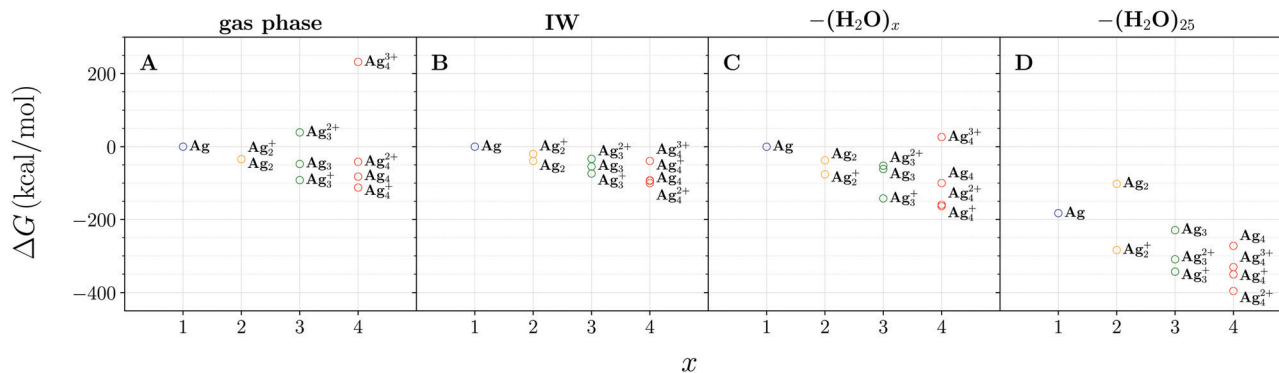 gas phase
IW
−(H₂O)ₓ
−(H₂O)₂₅
ΔG (kcal/mol)
200
0
−200
−400
A
Ag
Ag₂⁺
Ag₂
Ag₃²⁺
Ag₃
Ag₃⁺
Ag₄³⁺
Ag₄²⁺
Ag₄
Ag₄⁺
B
Ag
Ag₂⁺
Ag₂
Ag₃²⁺
Ag₃
Ag₃⁺
Ag₄³⁺
Ag₄⁺
Ag₄
Ag₄²⁺
C
Ag
Ag₂
Ag₂⁺
Ag₃²⁺
Ag₃
Ag₃⁺
Ag₄³⁺
Ag₄
Ag₄²⁺
Ag₄⁺
D
Ag
Ag₂
Ag₂⁺
Ag₃
Ag₃²⁺
Ag₃⁺
Ag₄
Ag₄³⁺
Ag₄⁺
Ag₄²⁺
1 2 3 4
1 2 3 4
1 2 3 4
1 2 3 4
x